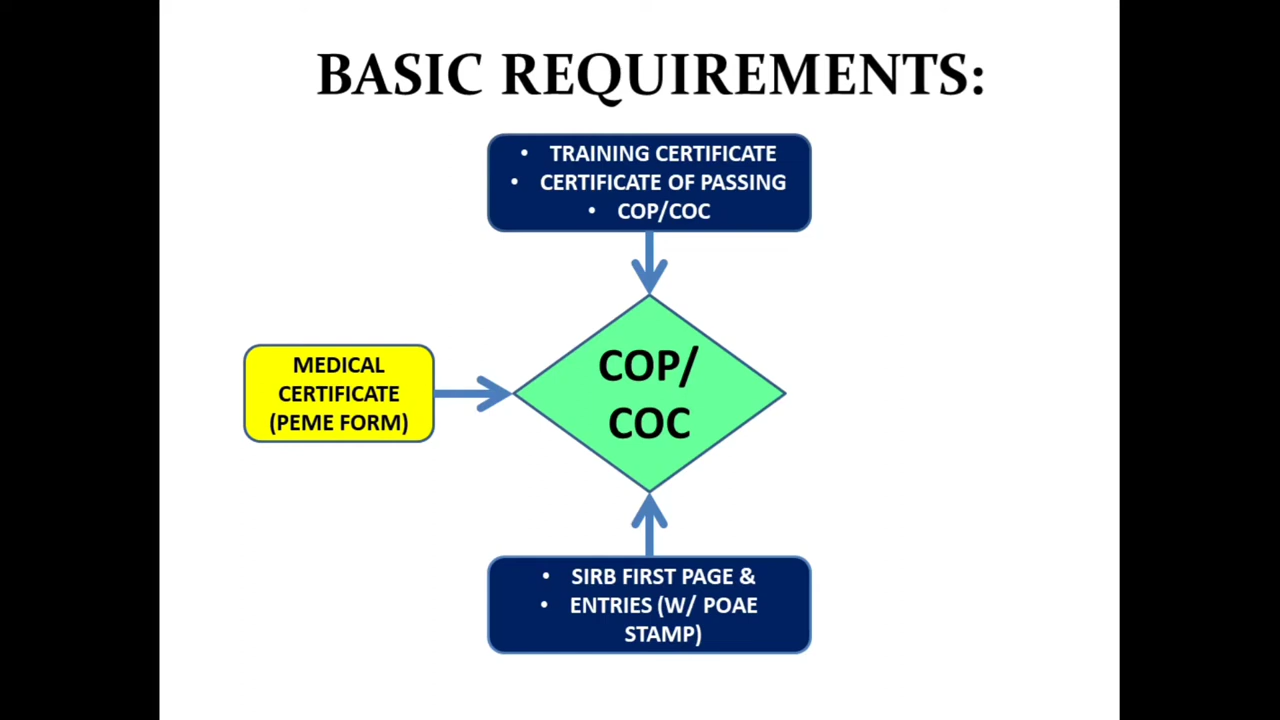 BASIC REQUIREMENTS:
• TRAINING CERTIFICATE
• CERTIFICATE OF PASSING
• COP/COC
MEDICAL
CERTIFICATE
(PEME FORM)
COP/
COC
• SIRB FIRST PAGE &
• ENTRIES (W/ POAE
STAMP)